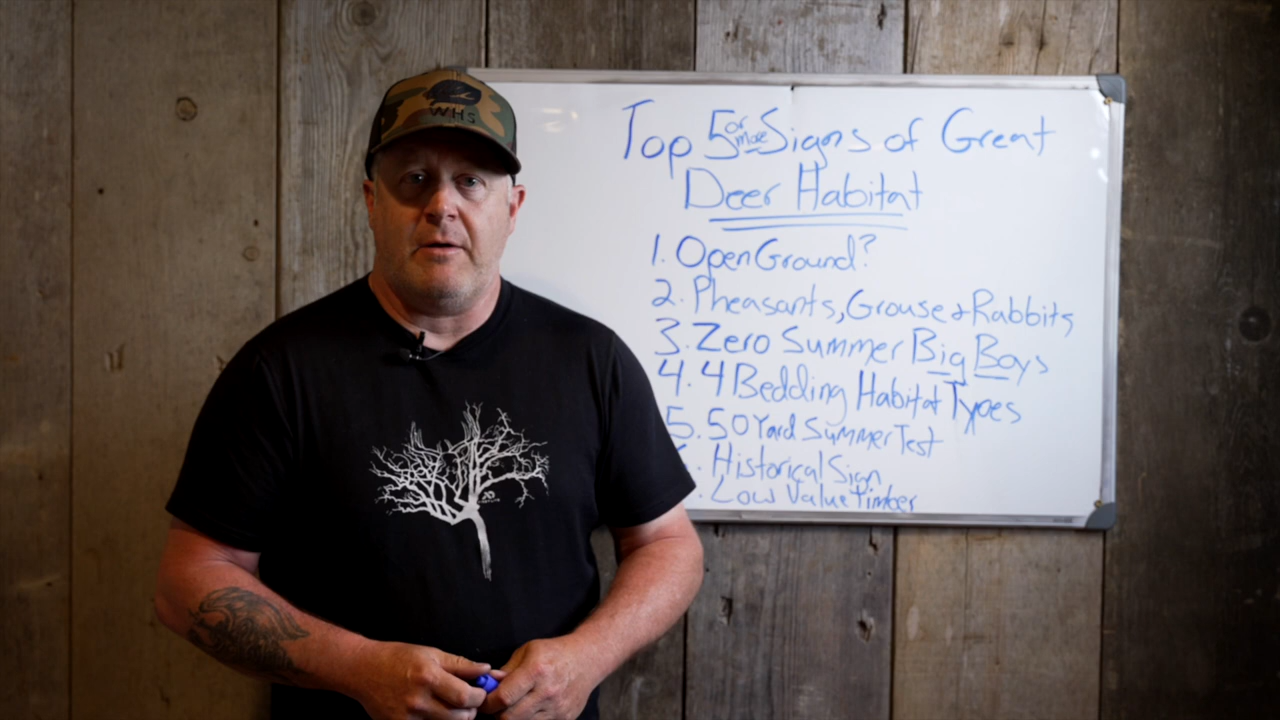 WHS
Top 5 or more Signs of Great
Deer Habitat
1. Open Ground?
2. Pheasants, Grouse & Rabbits
3. Zero Summer Big Boys
4. 4 Bedding Habitat Types
5. 50 Yard Summer Test
. Historical Sign
. Low Value Timber